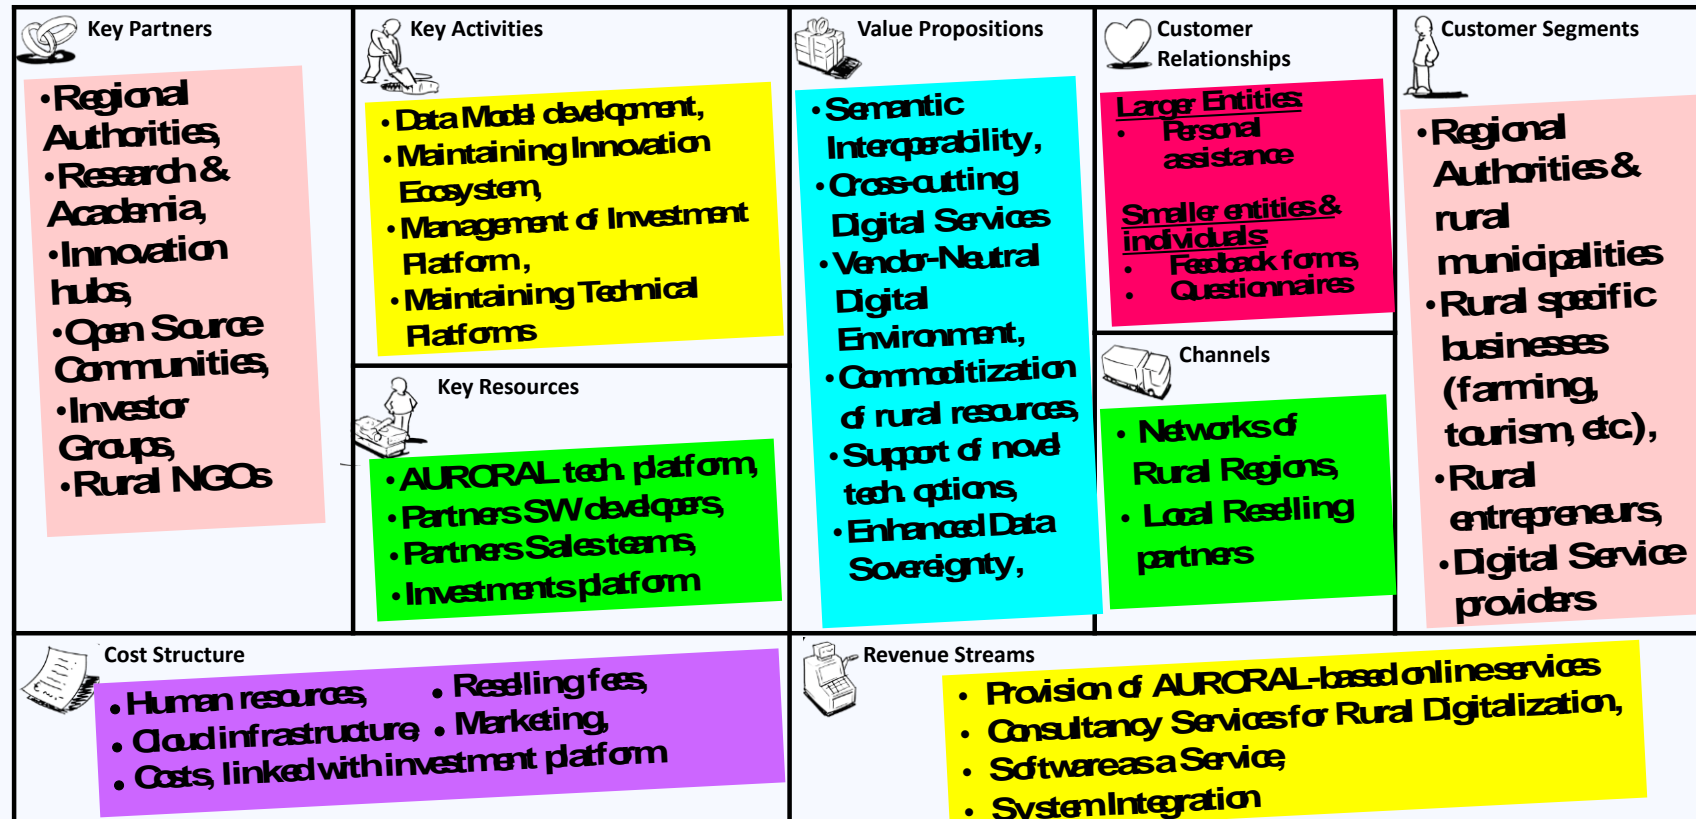 Key Partners
•Regional
Authorities,
•Research &
Academia,
•Innovation
hubs,
•Open Source
Communities,
•Investor
Groups,
•Rural NGOs
Key Activities
•Data Model development,
•Maintaining Innovation
Ecosystem,
•Management of Investment
Platform,
•Maintaining Technical
Platforms
Key Resources
•AURORAL tech. platform,
•Partners SW developers,
•Partners Sales teams,
•Investments platform
Value Propositions
•Semantic
Interoperability,
•Cross-cutting
Digital Services
•Vendor-Neutral
Digital
Environment,
•Commoditization
of rural resources,
•Support of novel
tech. options,
•Enhanced Data
Sovereignty,
Customer
Relationships
Larger Entities:
• Personal
assistance
Smaller entities &
individuals:
• Feedback forms,
• Questionnaires
Channels
• Networks of
Rural Regions,
• Local Reselling
partners
Customer Segments
•Regional
Authorities &
rural
municipalities
•Rural specific
businesses
(farming,
tourism, etc.),
•Rural
entrepreneurs,
•Digital Service
providers
Cost Structure
• Human resources, • Reselling fees,
• Cloud infrastructure, • Marketing,
• Costs, linked with investment platform
Revenue Streams
• Provision of AURORAL-based online services
• Consultancy Services for Rural Digitalization,
• Software as a Service,
• System Integration